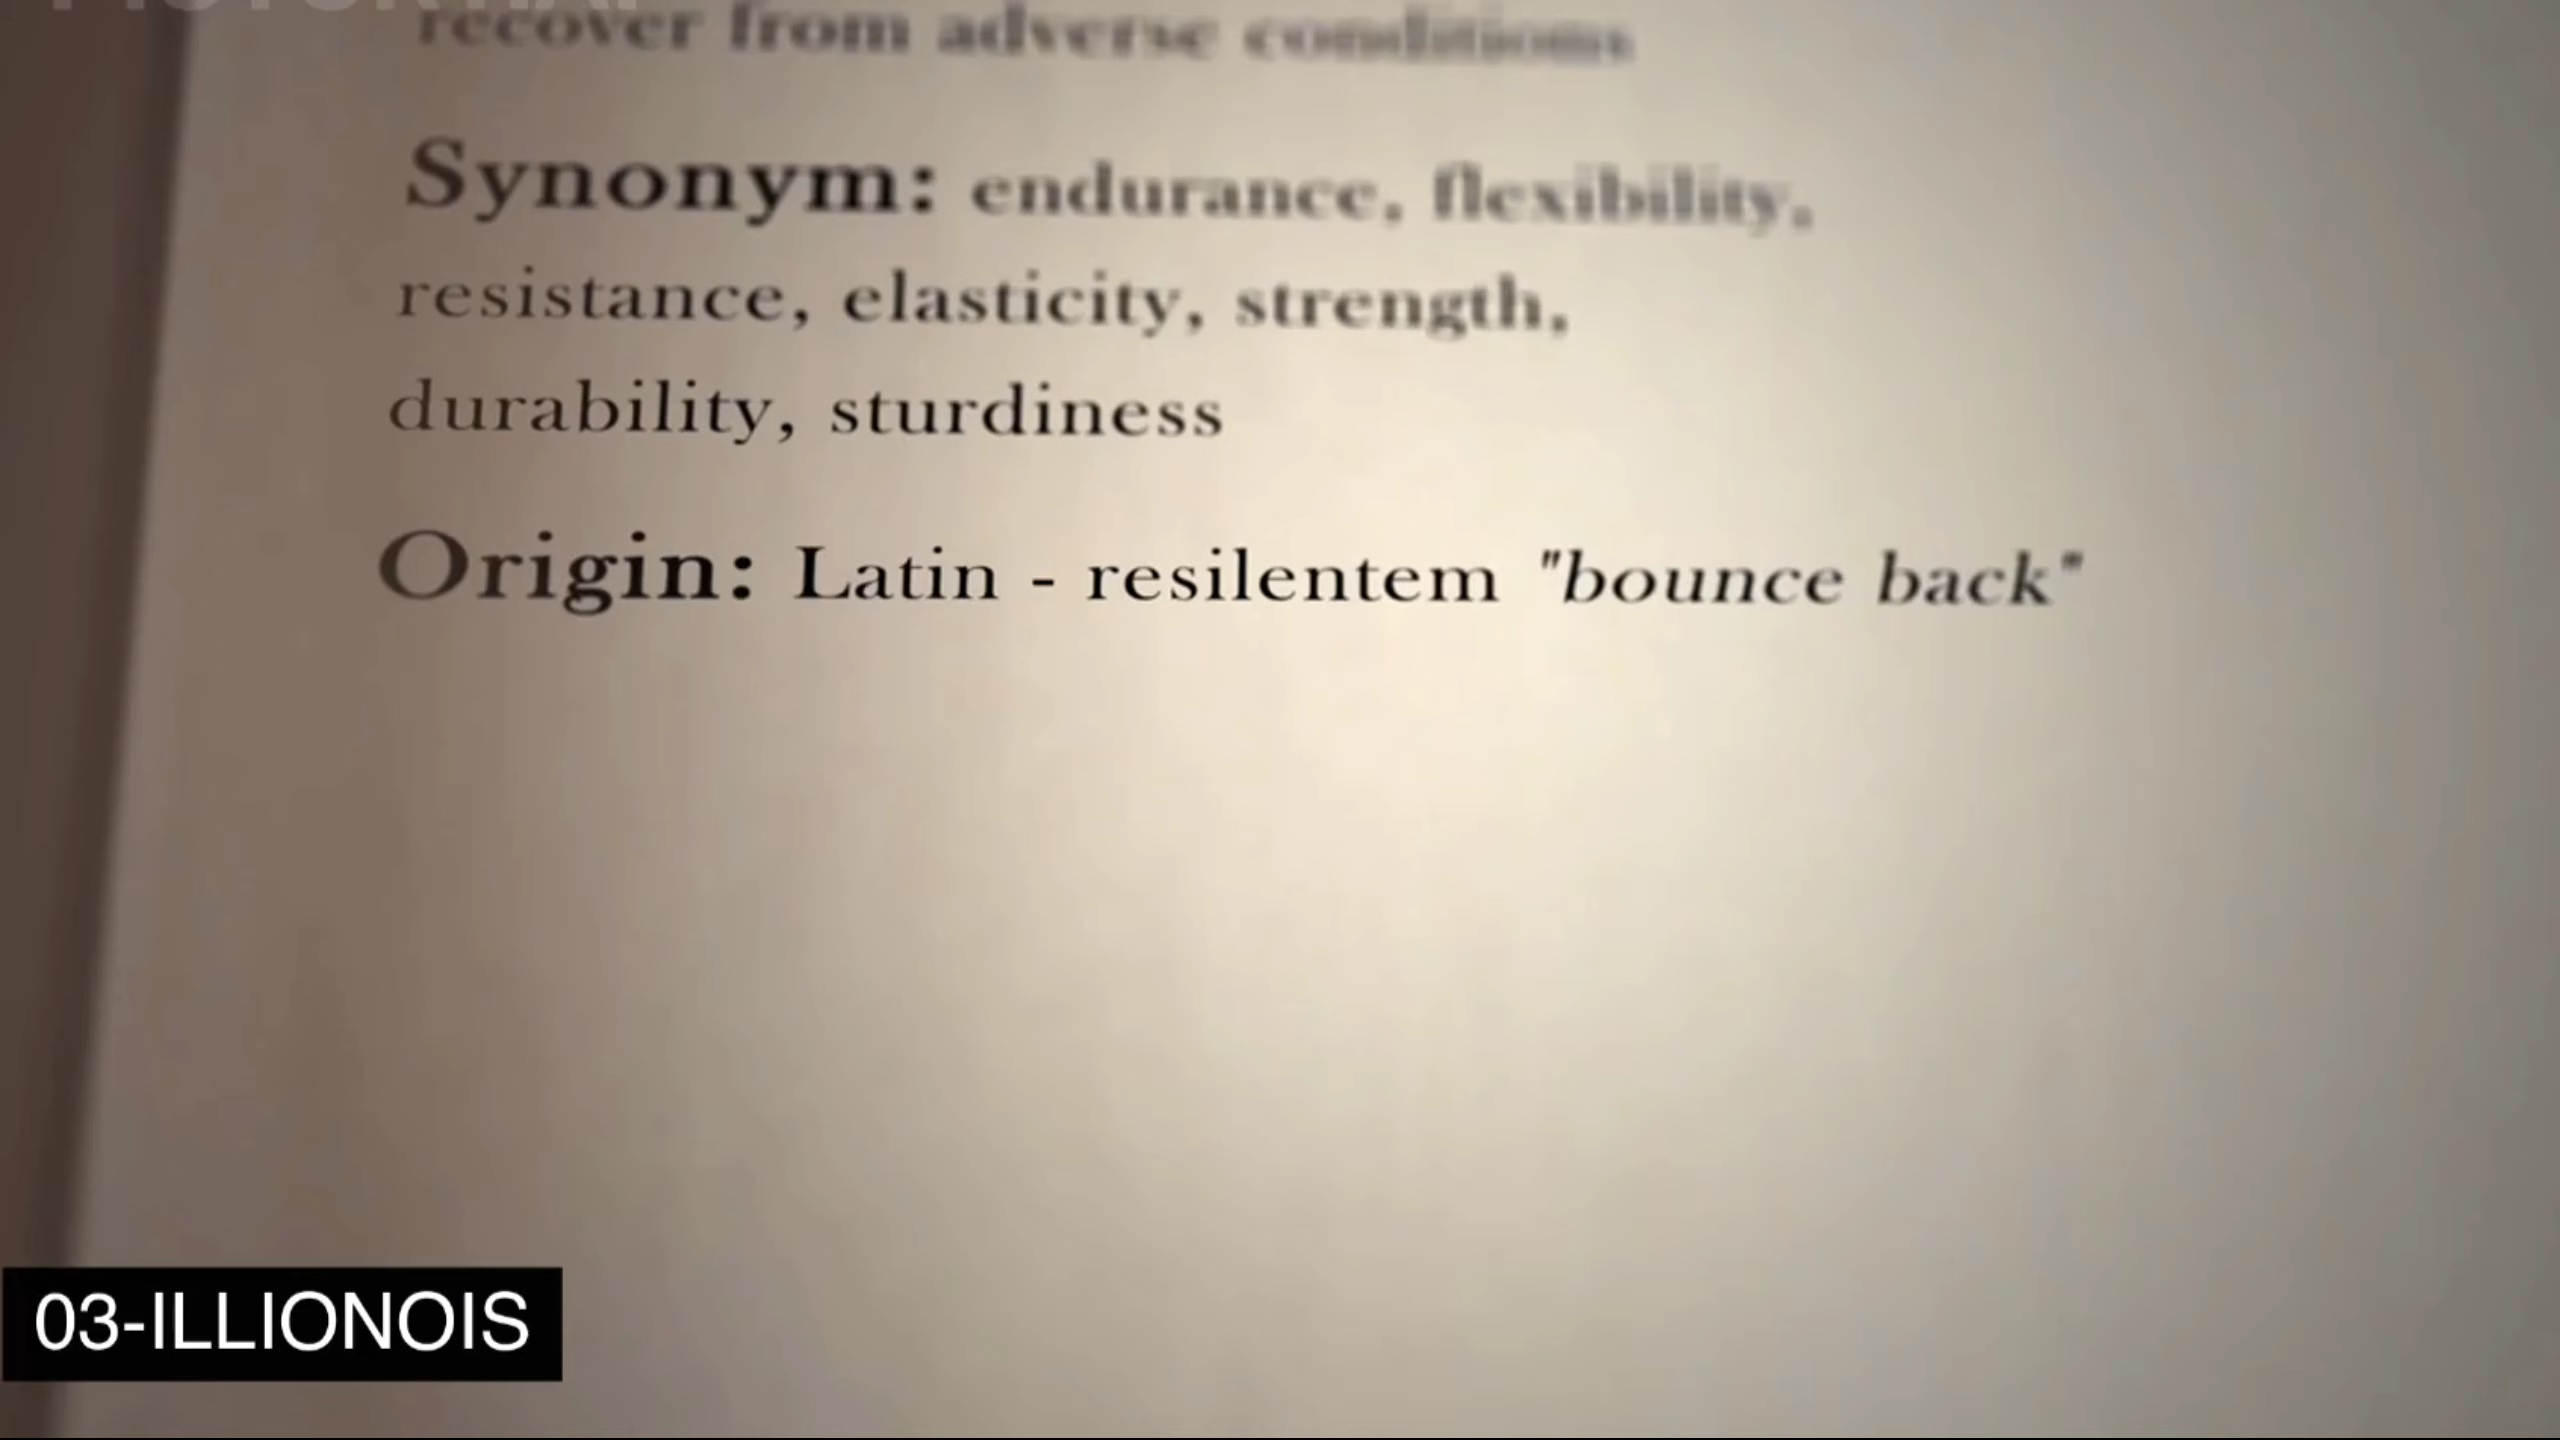 recover from adverse conditions
Synonym: endurance, flexibility,
resistance, elasticity, strength,
durability, sturdiness
Origin: Latin - resilentem "bounce back"
03-ILLIONOIS